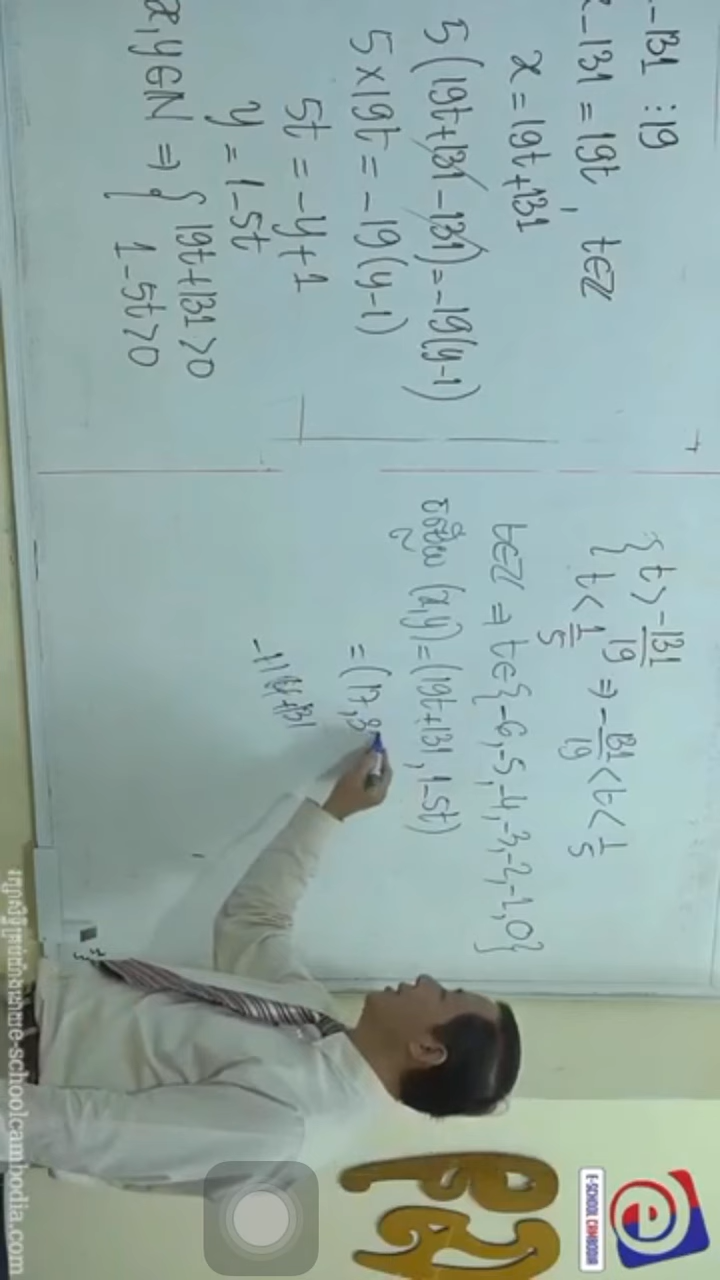 -131 ⋮ 19
x-131 = 19t, t∈ℤ
x = 19t+131
5(19t+131-131) = -19(y-1)
5×19t = -19(y-1)
5t = -y+1
y = 1-5t
x,y∈N ⇒ { 19t+131>0
1-5t>0
{ t>-131/19
t<1/5 ⇒ -131/19<t<1/5
t∈ℤ ⇒ t∈{-6,-5,-4,-3,-2,-1,0}
(x,y)=(19t+131, 1-5t)
=(17,3
E-SCHOOL CAMBODIA
e-schoolcambodia.com